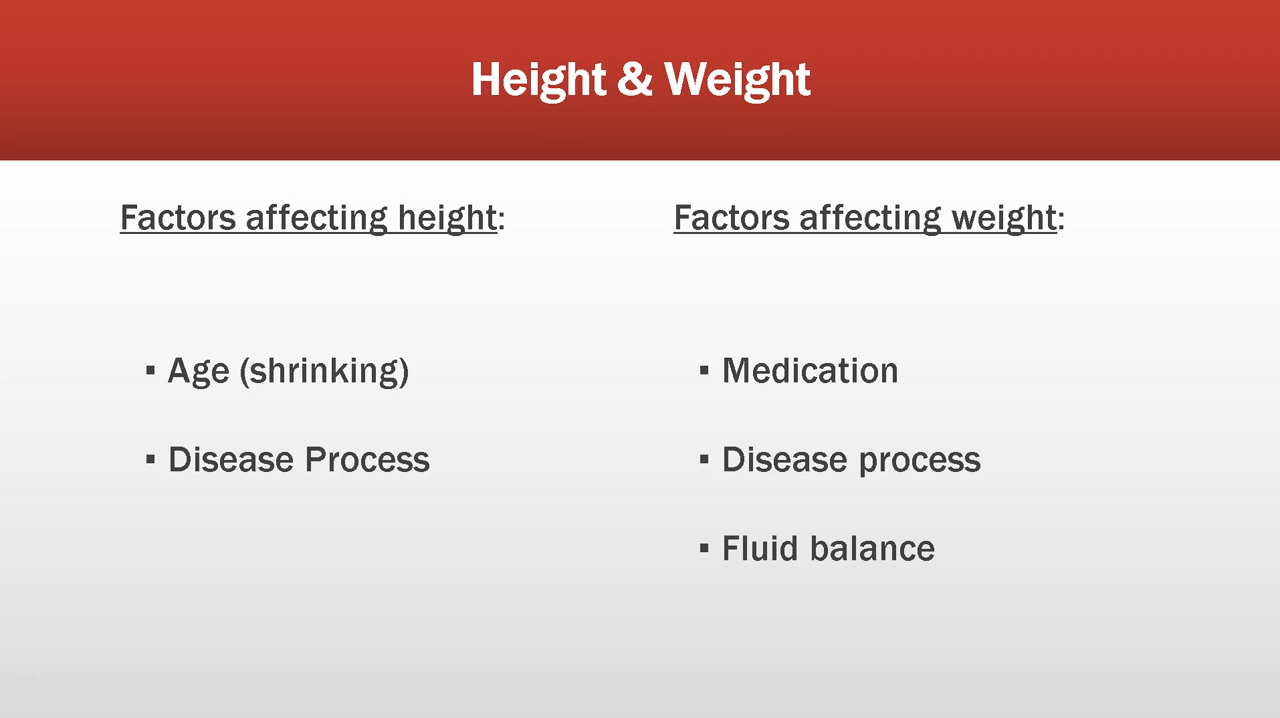 Height & Weight
Factors affecting height:
▪ Age (shrinking)
▪ Disease Process
Factors affecting weight:
▪ Medication
▪ Disease process
▪ Fluid balance